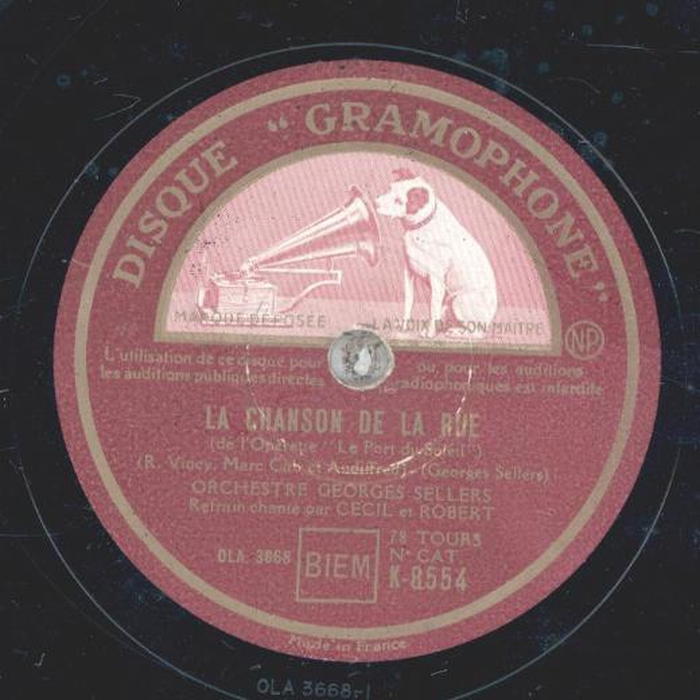 DISQUE "GRAMOPHONE"
MARQUE DÉPOSÉE LA VOIX DE SON MAITRE
NP
L'utilisation de ce disque pour ou, pour les auditions
les auditions publiques directes radiophoniques est interdite
LA CHANSON DE LA RUE
(de l'Opérette "Le Port du Soleil")
(R. Vincy, Marc Cab et Audiffred) - (Georges Sellers)
ORCHESTRE GEORGES SELLERS
Refrain chanté par CECIL et ROBERT
78 TOURS
OLA. 3668 BIEM N° CAT
K-8554
Made in France
OLA 3668-1